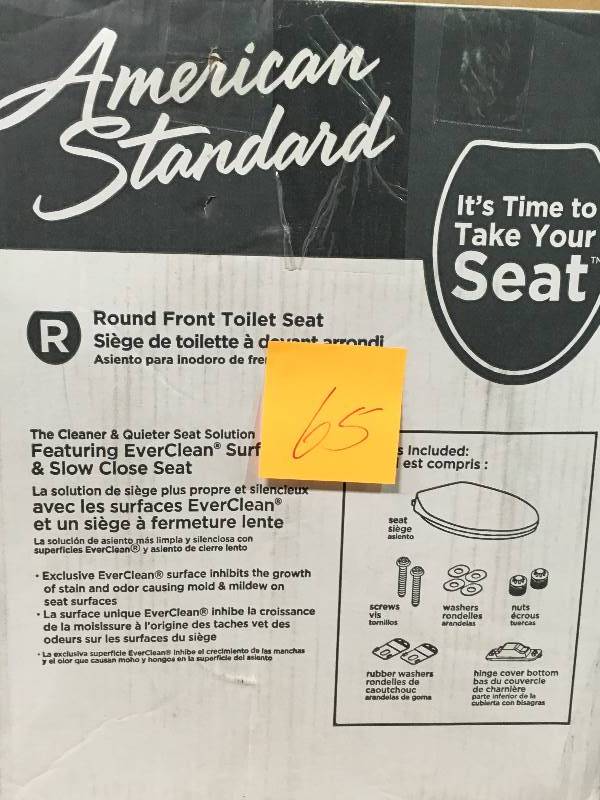 American
Standard
It's Time to
Take Your
Seat™
R
Round Front Toilet Seat
Siège de toilette à devant arrondi
Asiento para inodoro de
65
The Cleaner & Quieter Seat Solution
Featuring EverClean® Surf
& Slow Close Seat
La solution de siège plus propre et silencieux
avec les surfaces EverClean®
et un siège à fermeture lente
La solución de asiento más limpia y silenciosa con
superficies EverClean® y asiento de cierre lento
• Exclusive EverClean® surface inhibits the growth
of stain and odor causing mold & mildew on
seat surfaces
• La surface unique EverClean® inhibe la croissance
de la moisissure à l'origine des taches vet des
odeurs sur les surfaces du siège
• La exclusiva superficie EverClean® inhibe el crecimiento de las manchas
y el olor que causan moho y hongos en la superficie del asiento
s Included:
est compris :
seat
siège
asiento
screws
vis
tornillos
washers
rondelles
arandelas
nuts
écrous
tuercas
rubber washers
rondelles de
caoutchouc
arandelas de goma
hinge cover bottom
bas du couvercle
de charnière
parte inferior de la
cubierta con bisagras